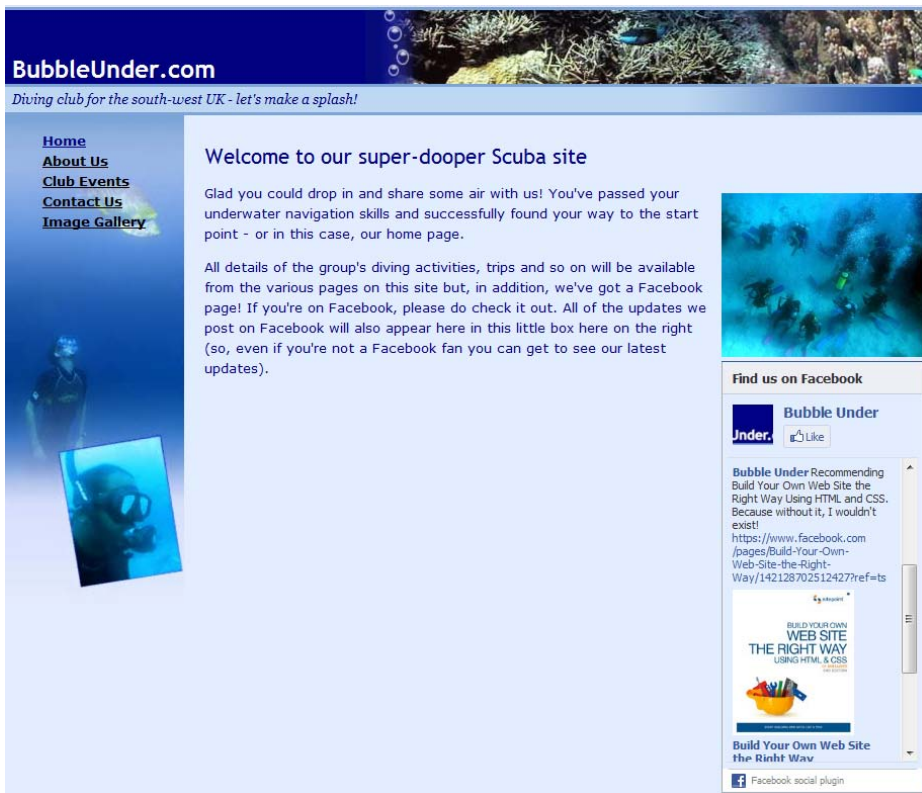 BubbleUnder.com
Diving club for the south-west UK - let's make a splash!
Home
About Us
Club Events
Contact Us
Image Gallery
Welcome to our super-dooper Scuba site
Glad you could drop in and share some air with us! You've passed your
underwater navigation skills and successfully found your way to the start
point - or in this case, our home page.
All details of the group's diving activities, trips and so on will be available
from the various pages on this site but, in addition, we've got a Facebook
page! If you're on Facebook, please do check it out. All of the updates we
post on Facebook will also appear here in this little box here on the right
(so, even if you're not a Facebook fan you can get to see our latest
updates).
Find us on Facebook
Under.
Bubble Under
Like
Bubble Under Recommending
Build Your Own Web Site the
Right Way Using HTML and CSS.
Because without it, I wouldn't
exist!
https://www.facebook.com
/pages/Build-Your-Own-
Web-Site-the-Right-
Way/142128702512427?ref=ts
sitepoint
BUILD YOUR OWN
WEB SITE
THE RIGHT WAY
USING HTML & CSS
Build Your Own Web Site
the Right Way
Facebook social plugin